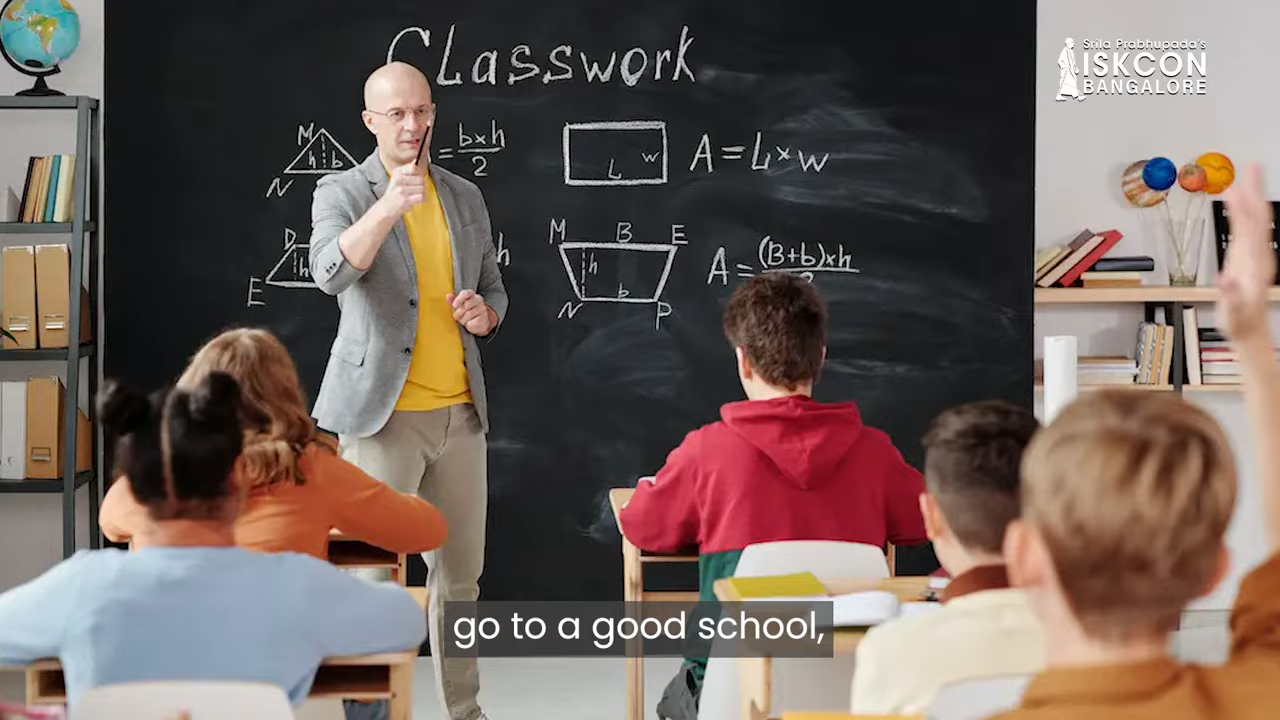 Classwork
Srila Prabhupada's
ISKCON
BANGALORE
M
h b
N
= b×h
2
L
w
A = L×w
D
h
E
h
M B E
h
b
N P
A = (B+b)×h
go to a good school,